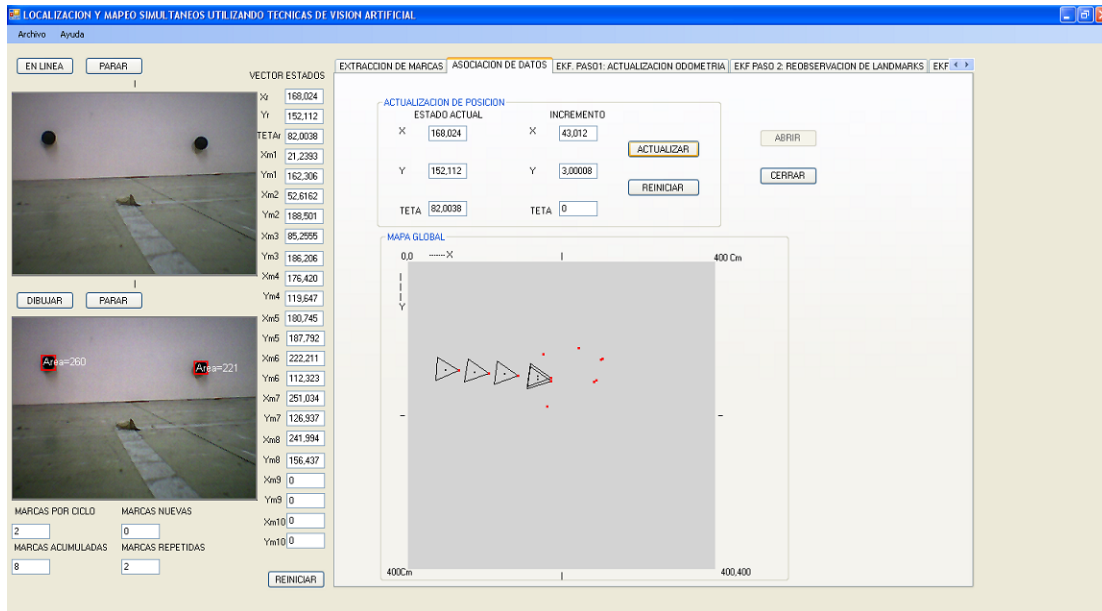 LOCALIZACION Y MAPEO SIMULTANEOS UTILIZANDO TECNICAS DE VISION ARTIFICIAL
Archivo Ayuda
EN LINEA PARAR
VECTOR ESTADOS
Xr 168,024
Yr 152,112
TETAr 82,0038
Xm1 21,2393
Ym1 162,306
Xm2 52,6162
Ym2 188,501
Xm3 85,2555
Ym3 186,206
Xm4 176,420
Ym4 119,647
Xm5 180,745
Ym5 187,792
Xm6 222,211
Ym6 112,323
Xm7 251,034
Ym7 126,937
Xm8 241,994
Ym8 156,437
Xm9 0
Ym9 0
Xm10 0
Ym10 0
REINICIAR
DIBUJAR PARAR
Area=260
Area=221
MARCAS POR CICLO MARCAS NUEVAS
2 0
MARCAS ACUMULADAS MARCAS REPETIDAS
8 2
EXTRACCION DE MARCAS ASOCIACION DE DATOS EKF. PASO1: ACTUALIZACION ODOMETRIA EKF PASO 2: REOBSERVACION DE LANDMARKS EKF
ACTUALIZACION DE POSICION
ESTADO ACTUAL INCREMENTO
X 168,024 X 43,012
ACTUALIZAR
Y 152,112 Y 3,00008
REINICIAR
TETA 82,0038 TETA 0
ABRIR
CERRAR
MAPA GLOBAL
0,0 ------X 400 Cm
Y
400Cm 400,400